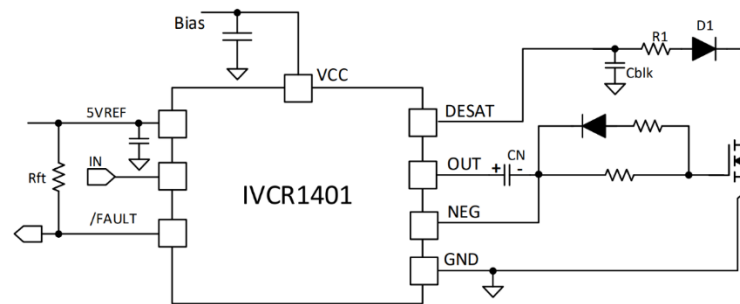 Bias
VCC
R1
D1
Cblk
5VREF
DESAT
IN
OUT
+
CN
-
Rft
IVCR1401
/FAULT
NEG
GND